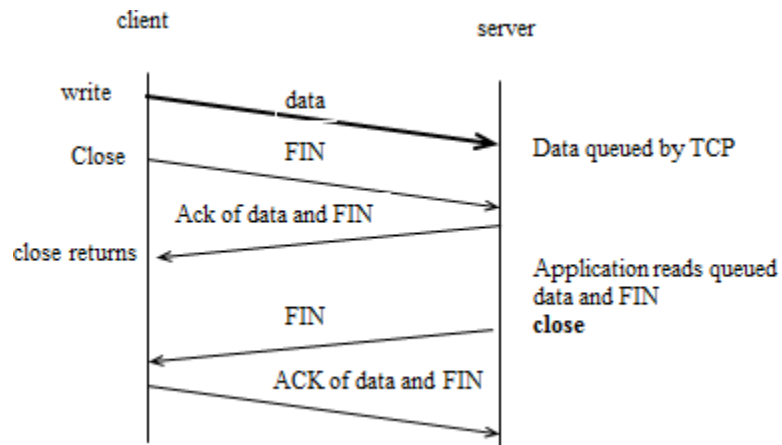 client
server
write
data
Data queued by TCP
Close
FIN
Ack of data and FIN
close returns
Application reads queued
data and FIN
close
FIN
ACK of data and FIN